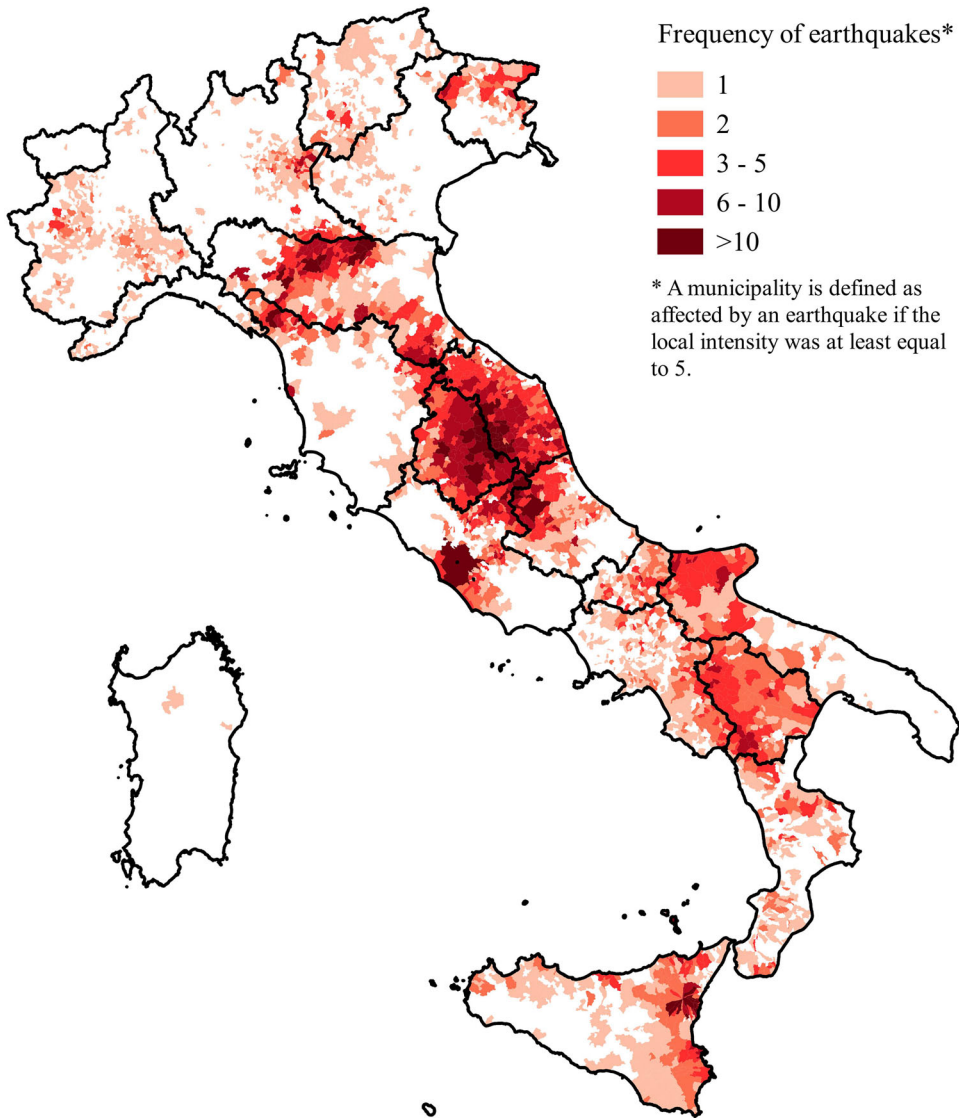 Frequency of earthquakes*
1
2
3 - 5
6 - 10
>10
* A municipality is defined as
affected by an earthquake if the
local intensity was at least equal
to 5.